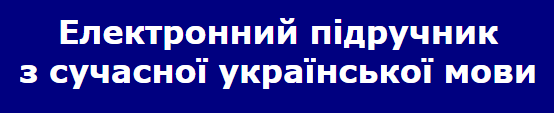 Електронний підручник
з сучасної української мови